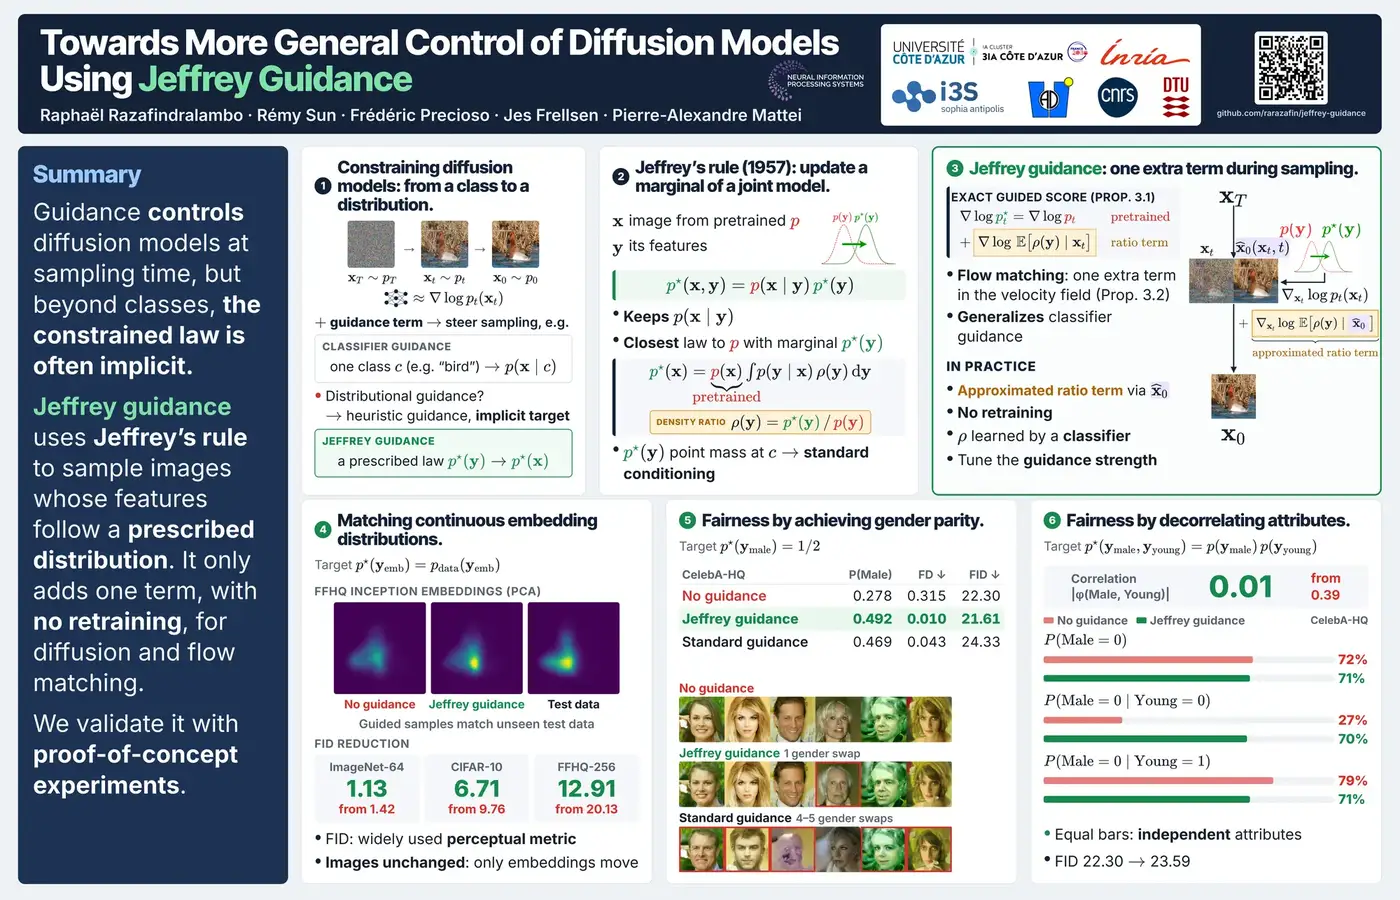 Towards More General Control of Diffusion Models
Using Jeffrey Guidance
Raphaël Razafindralambo · Rémy Sun · Frédéric Precioso · Jes Frellsen · Pierre-Alexandre Mattei
NEURAL INFORMATION
PROCESSING SYSTEMS
UNIVERSITÉ
CÔTE D'AZUR
IA CLUSTER
3IA CÔTE D'AZUR
Inria
i3S
sophia antipolis
cnrs
DTU
github.com/rarazafin/jeffrey-guidance
Summary
Guidance controls
diffusion models at
sampling time, but
beyond classes, the
constrained law is
often implicit.
Jeffrey guidance
uses Jeffrey's rule
to sample images
whose features
follow a prescribed
distribution. It only
adds one term, with
no retraining, for
diffusion and flow
matching.
We validate it with
proof-of-concept
experiments.
1 Constraining diffusion
models: from a class to a
distribution.
→ →
x_T ∼ p_T x_t ∼ p_t x_0 ∼ p_0
≈ ∇ log p_t(x_t)
+ guidance term → steer sampling, e.g.
CLASSIFIER GUIDANCE
one class c (e.g. “bird”) → p(x | c)
• Distributional guidance?
→ heuristic guidance, implicit target
JEFFREY GUIDANCE
a prescribed law p⋆(y) → p⋆(x)
2 Jeffrey’s rule (1957): update a
marginal of a joint model.
x image from pretrained p
y its features
p(y) p⋆(y)
p⋆(x, y) = p(x | y) p⋆(y)
• Keeps p(x | y)
• Closest law to p with marginal p⋆(y)
p⋆(x) = p(x) ∫ p(y | x) ρ(y) dy
pretrained
DENSITY RATIO ρ(y) = p⋆(y) / p(y)
• p⋆(y) point mass at c → standard
conditioning
3 Jeffrey guidance: one extra term during sampling.
EXACT GUIDED SCORE (PROP. 3.1)
∇ log p⋆_t = ∇ log p_t pretrained
+ ∇ log 𝔼[ρ(y) | x_t] ratio term
• Flow matching: one extra term
in the velocity field (Prop. 3.2)
• Generalizes classifier
guidance
IN PRACTICE
• Approximated ratio term via x̂_0
• No retraining
• ρ learned by a classifier
• Tune the guidance strength
x_T
p(y) p⋆(y)
x_t x̂_0(x_t, t)
∇_{x_t} log p_t(x_t)
+ ∇_{x_t} log 𝔼[ρ(y) | x̂_0]
approximated ratio term
x_0
4 Matching continuous embedding
distributions.
Target p⋆(y_emb) = p_data(y_emb)
FFHQ INCEPTION EMBEDDINGS (PCA)
No guidance Jeffrey guidance Test data
Guided samples match unseen test data
FID REDUCTION
ImageNet-64 CIFAR-10 FFHQ-256
1.13 6.71 12.91
from 1.42 from 9.76 from 20.13
• FID: widely used perceptual metric
• Images unchanged: only embeddings move
5 Fairness by achieving gender parity.
Target p⋆(y_male) = 1/2
CelebA-HQ P(Male) FD ↓ FID ↓
No guidance 0.278 0.315 22.30
Jeffrey guidance 0.492 0.010 21.61
Standard guidance 0.469 0.043 24.33
No guidance
Jeffrey guidance 1 gender swap
Standard guidance 4–5 gender swaps
6 Fairness by decorrelating attributes.
Target p⋆(y_male, y_young) = p(y_male) p(y_young)
Correlation
|φ(Male, Young)|
0.01
from
0.39
No guidance Jeffrey guidance CelebA-HQ
P(Male = 0)
72%
71%
P(Male = 0 | Young = 0)
27%
70%
P(Male = 0 | Young = 1)
79%
71%
• Equal bars: independent attributes
• FID 22.30 → 23.59